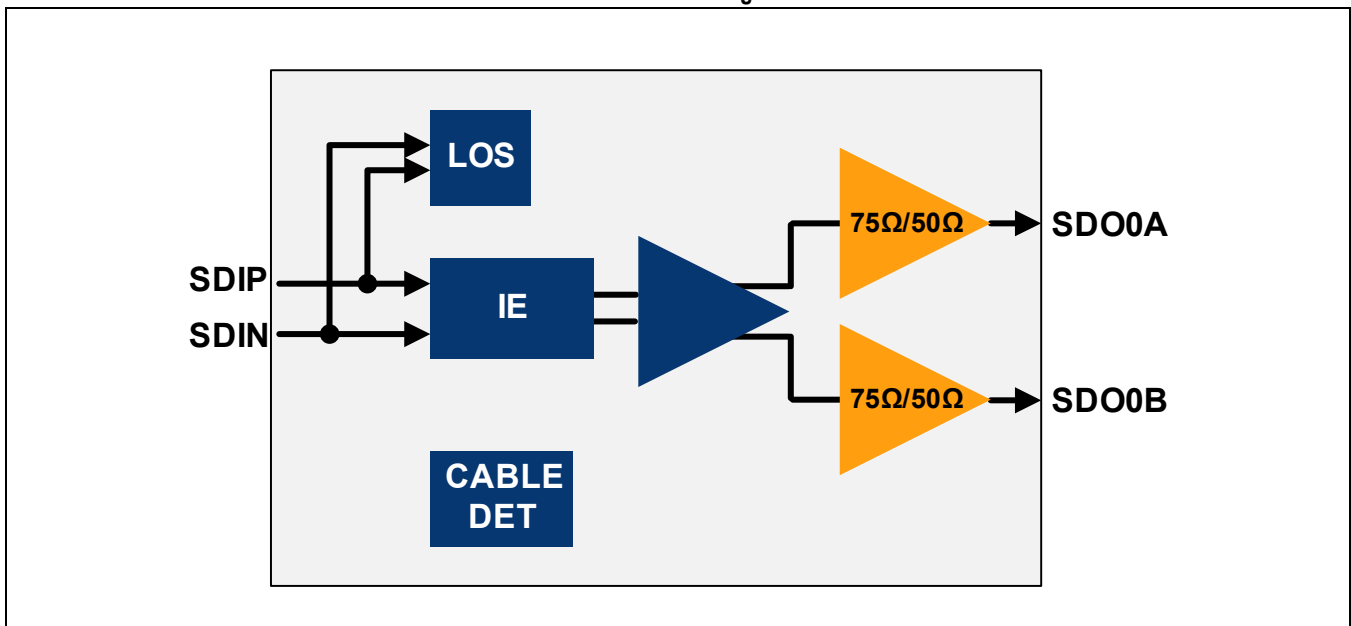 LOS
75Ω/50Ω
SDO0A
SDIP
IE
SDIN
75Ω/50Ω
SDO0B
CABLE
DET